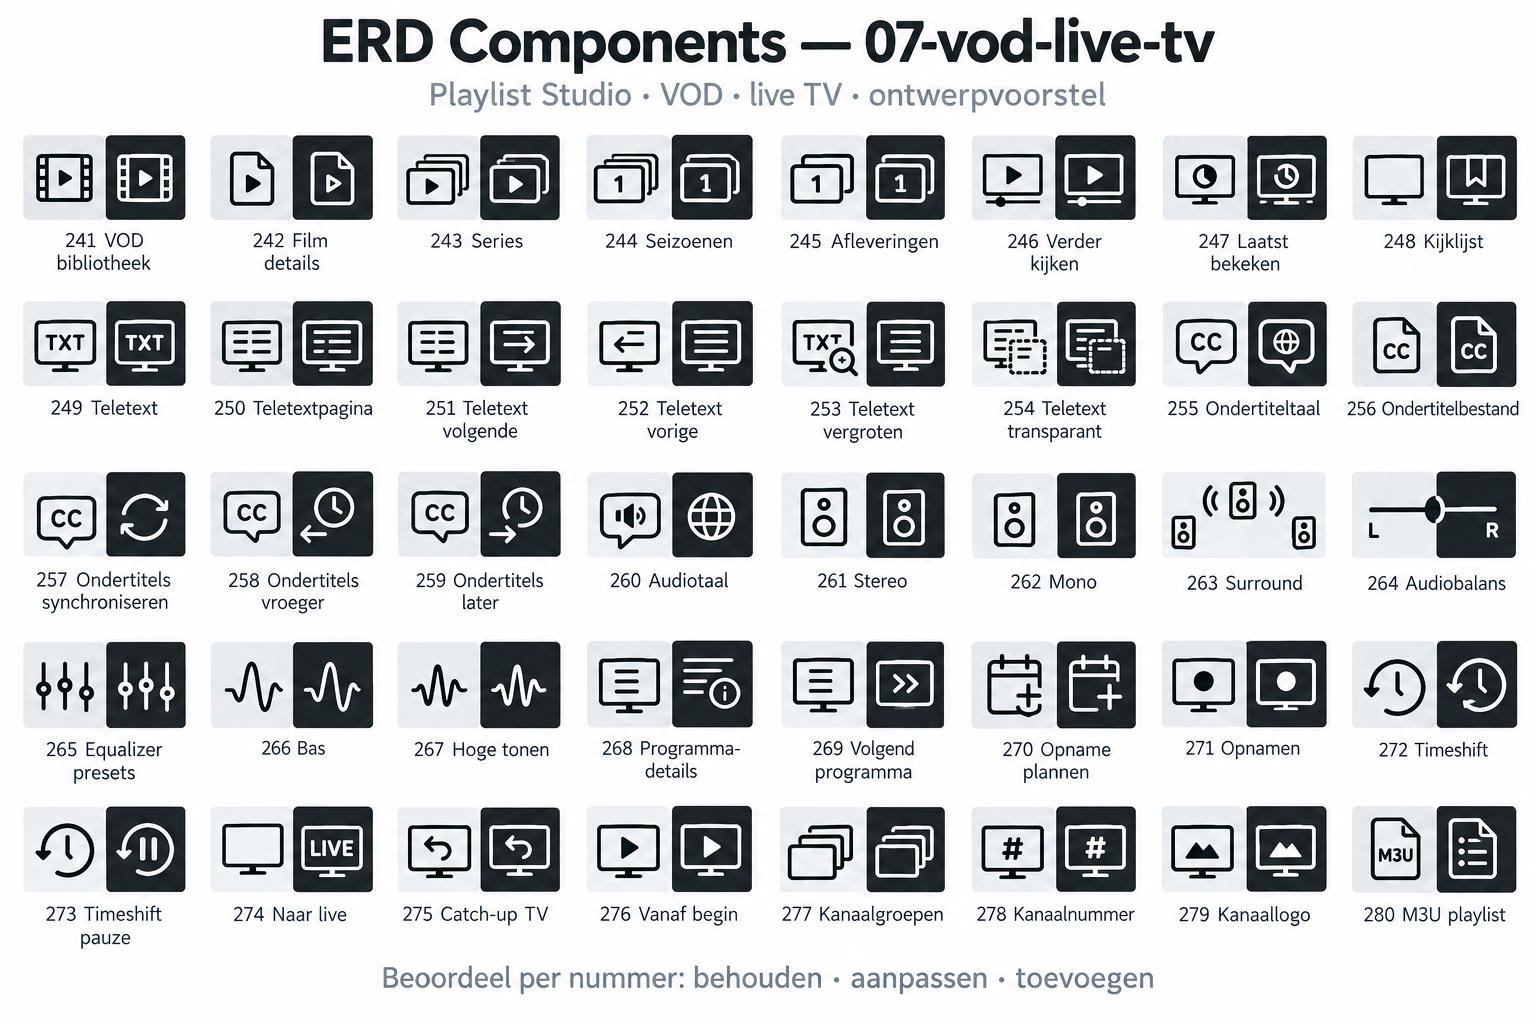 ERD Components — 07-vod-live-tv
Playlist Studio · VOD · live TV · ontwerpvoorstel
241 VOD
bibliotheek
242 Film
details
243 Series
1
1
244 Seizoenen
1
1
245 Afleveringen
246 Verder
kijken
247 Laatst
bekeken
248 Kijklijst
TXT
TXT
249 Teletext
250 Teletextpagina
251 Teletext
volgende
252 Teletext
vorige
TXT
253 Teletext
vergroten
254 Teletext
transparant
CC
255 Ondertiteltaal
CC
CC
256 Ondertitelbestand
CC
257 Ondertitels
synchroniseren
CC
258 Ondertitels
vroeger
CC
259 Ondertitels
later
260 Audiotaal
261 Stereo
262 Mono
263 Surround
L
R
264 Audiobalans
265 Equalizer
presets
266 Bas
267 Hoge tonen
i
268 Programma-
details
269 Volgend
programma
270 Opname
plannen
271 Opnamen
272 Timeshift
273 Timeshift
pauze
LIVE
274 Naar live
275 Catch-up TV
276 Vanaf begin
277 Kanaalgroepen
#
#
278 Kanaalnummer
279 Kanaallogo
M3U
280 M3U playlist
Beoordeel per nummer: behouden · aanpassen · toevoegen